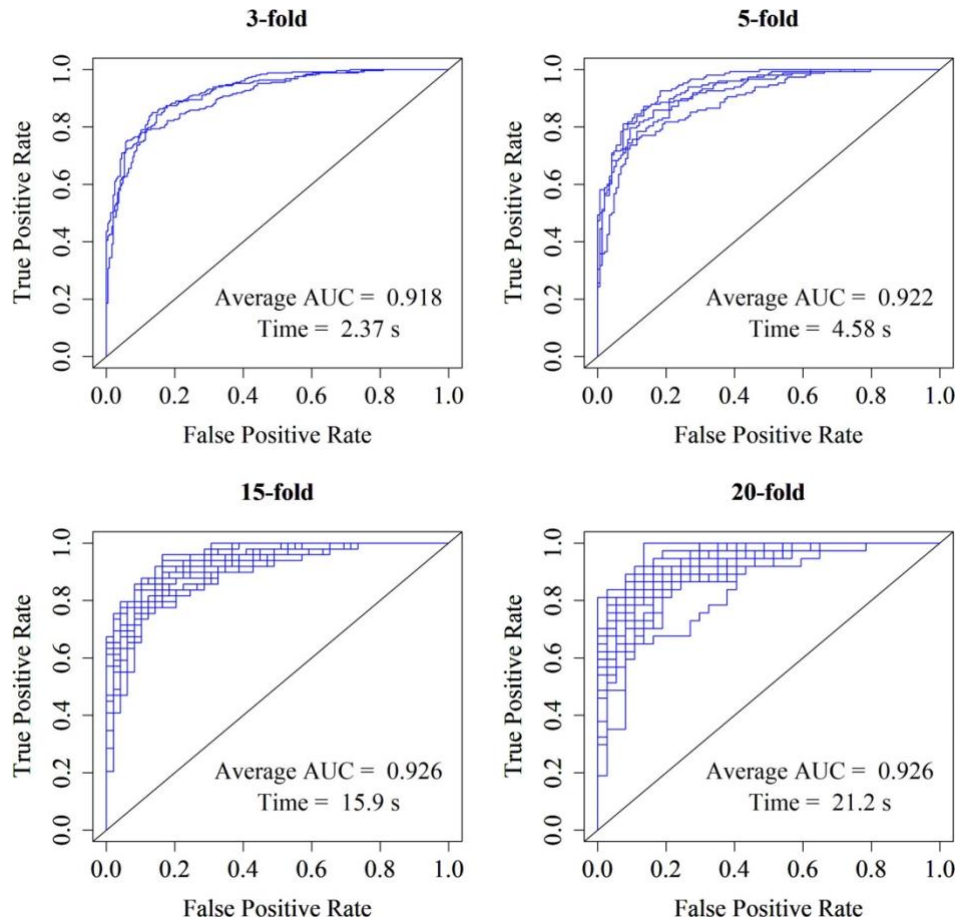 3-fold
1.0
0.8
0.6
0.4
0.2
0.0
True Positive Rate
Average AUC = 0.918
Time = 2.37 s
0.0 0.2 0.4 0.6 0.8 1.0
False Positive Rate
5-fold
1.0
0.8
0.6
0.4
0.2
0.0
True Positive Rate
Average AUC = 0.922
Time = 4.58 s
0.0 0.2 0.4 0.6 0.8 1.0
False Positive Rate
15-fold
1.0
0.8
0.6
0.4
0.2
0.0
True Positive Rate
Average AUC = 0.926
Time = 15.9 s
0.0 0.2 0.4 0.6 0.8 1.0
False Positive Rate
20-fold
1.0
0.8
0.6
0.4
0.2
0.0
True Positive Rate
Average AUC = 0.926
Time = 21.2 s
0.0 0.2 0.4 0.6 0.8 1.0
False Positive Rate